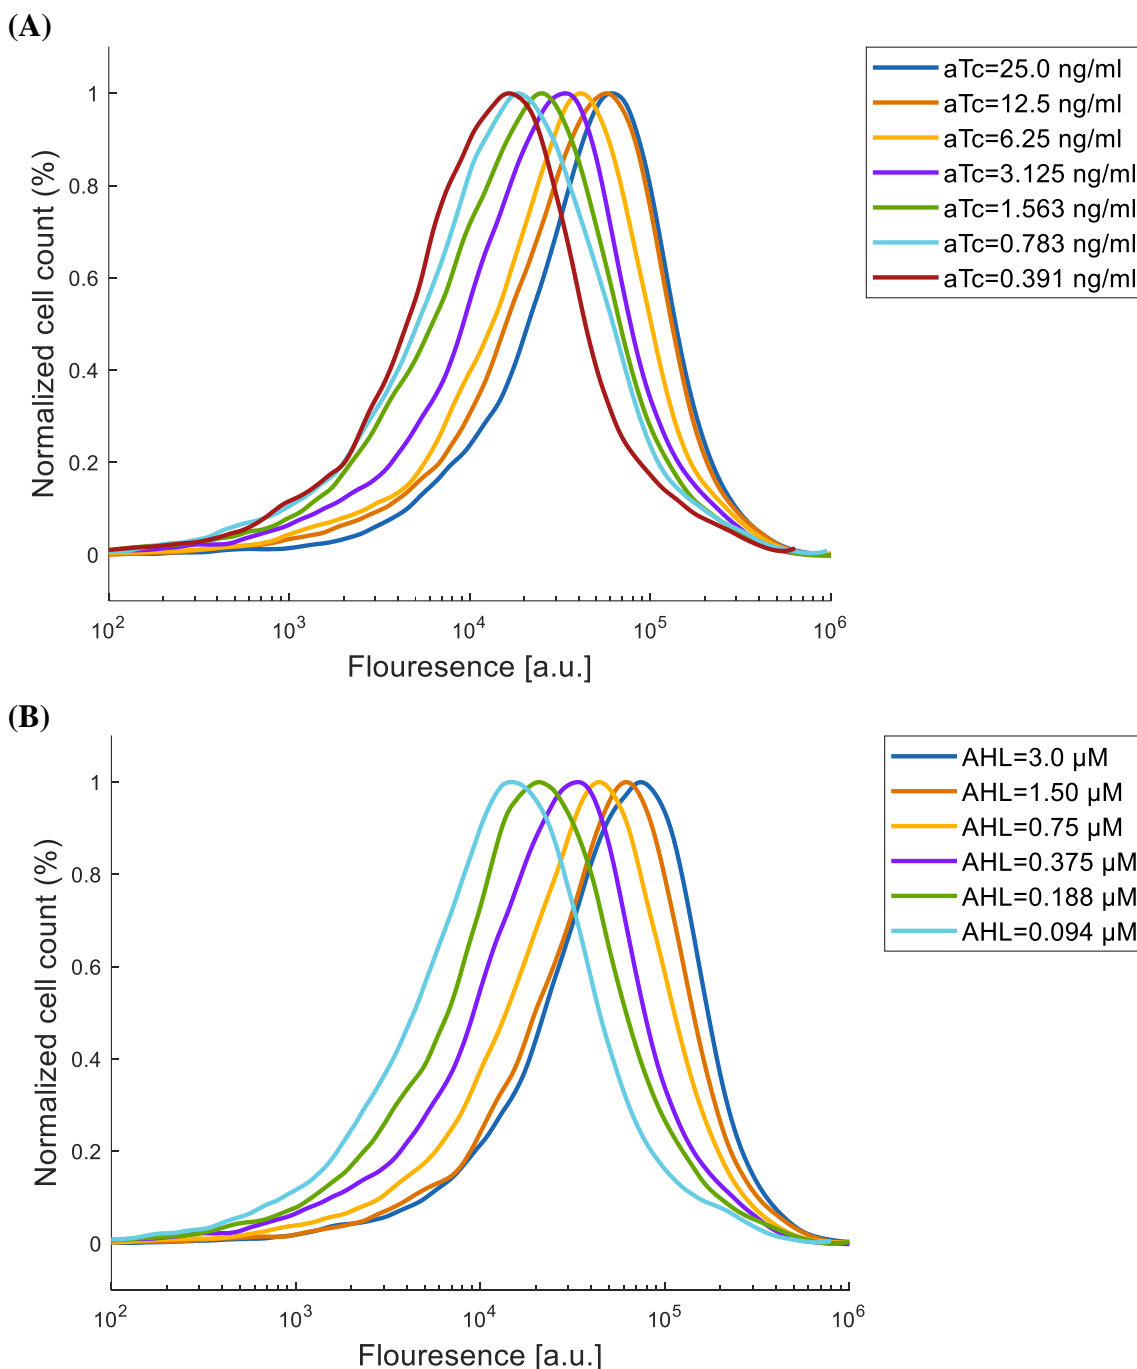 (A)
1
0.8
0.6
0.4
0.2
0
Normalized cell count (%)
10^2
10^3
10^4
10^5
10^6
Flouresence [a.u.]
aTc=25.0 ng/ml
aTc=12.5 ng/ml
aTc=6.25 ng/ml
aTc=3.125 ng/ml
aTc=1.563 ng/ml
aTc=0.783 ng/ml
aTc=0.391 ng/ml
(B)
1
0.8
0.6
0.4
0.2
0
Normalized cell count (%)
10^2
10^3
10^4
10^5
10^6
Flouresence [a.u.]
AHL=3.0 μM
AHL=1.50 μM
AHL=0.75 μM
AHL=0.375 μM
AHL=0.188 μM
AHL=0.094 μM